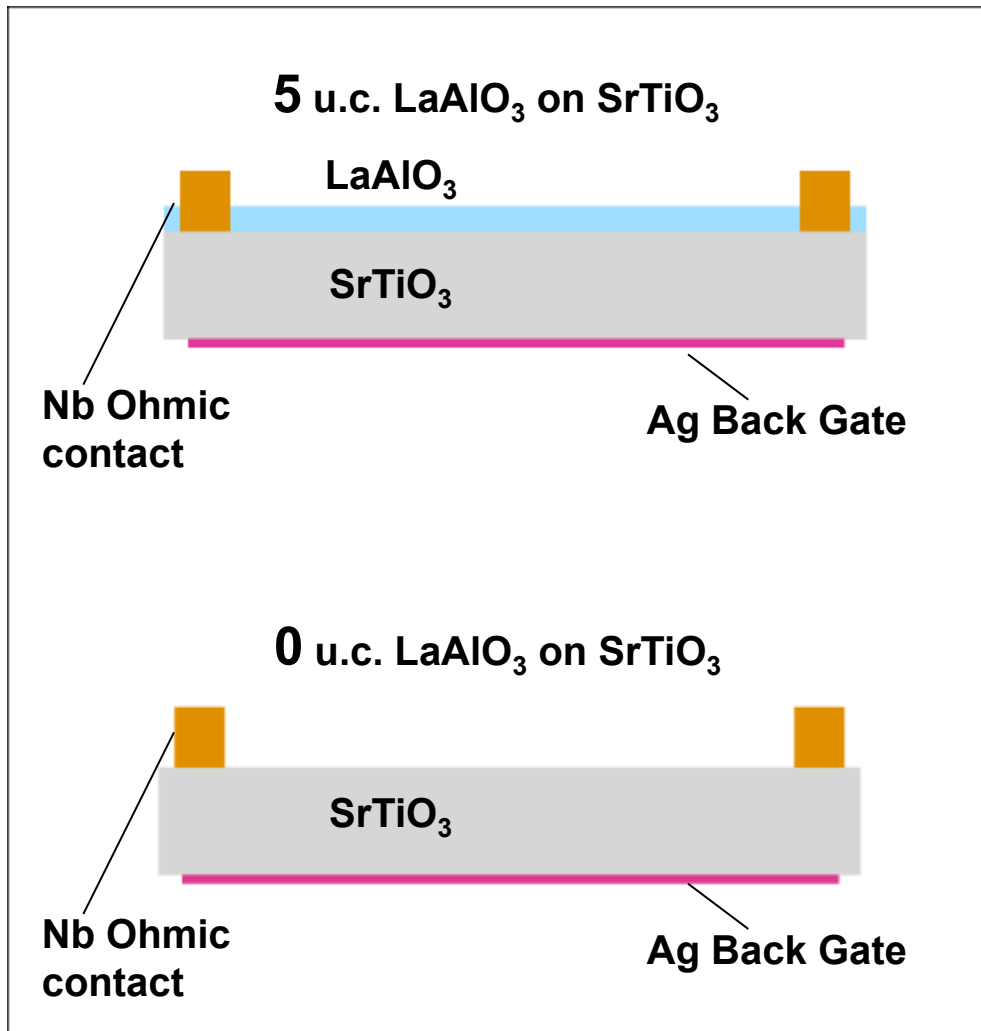 5 u.c. LaAlO₃ on SrTiO₃
LaAlO₃
SrTiO₃
Nb Ohmic
contact
Ag Back Gate
0 u.c. LaAlO₃ on SrTiO₃
SrTiO₃
Nb Ohmic
contact
Ag Back Gate